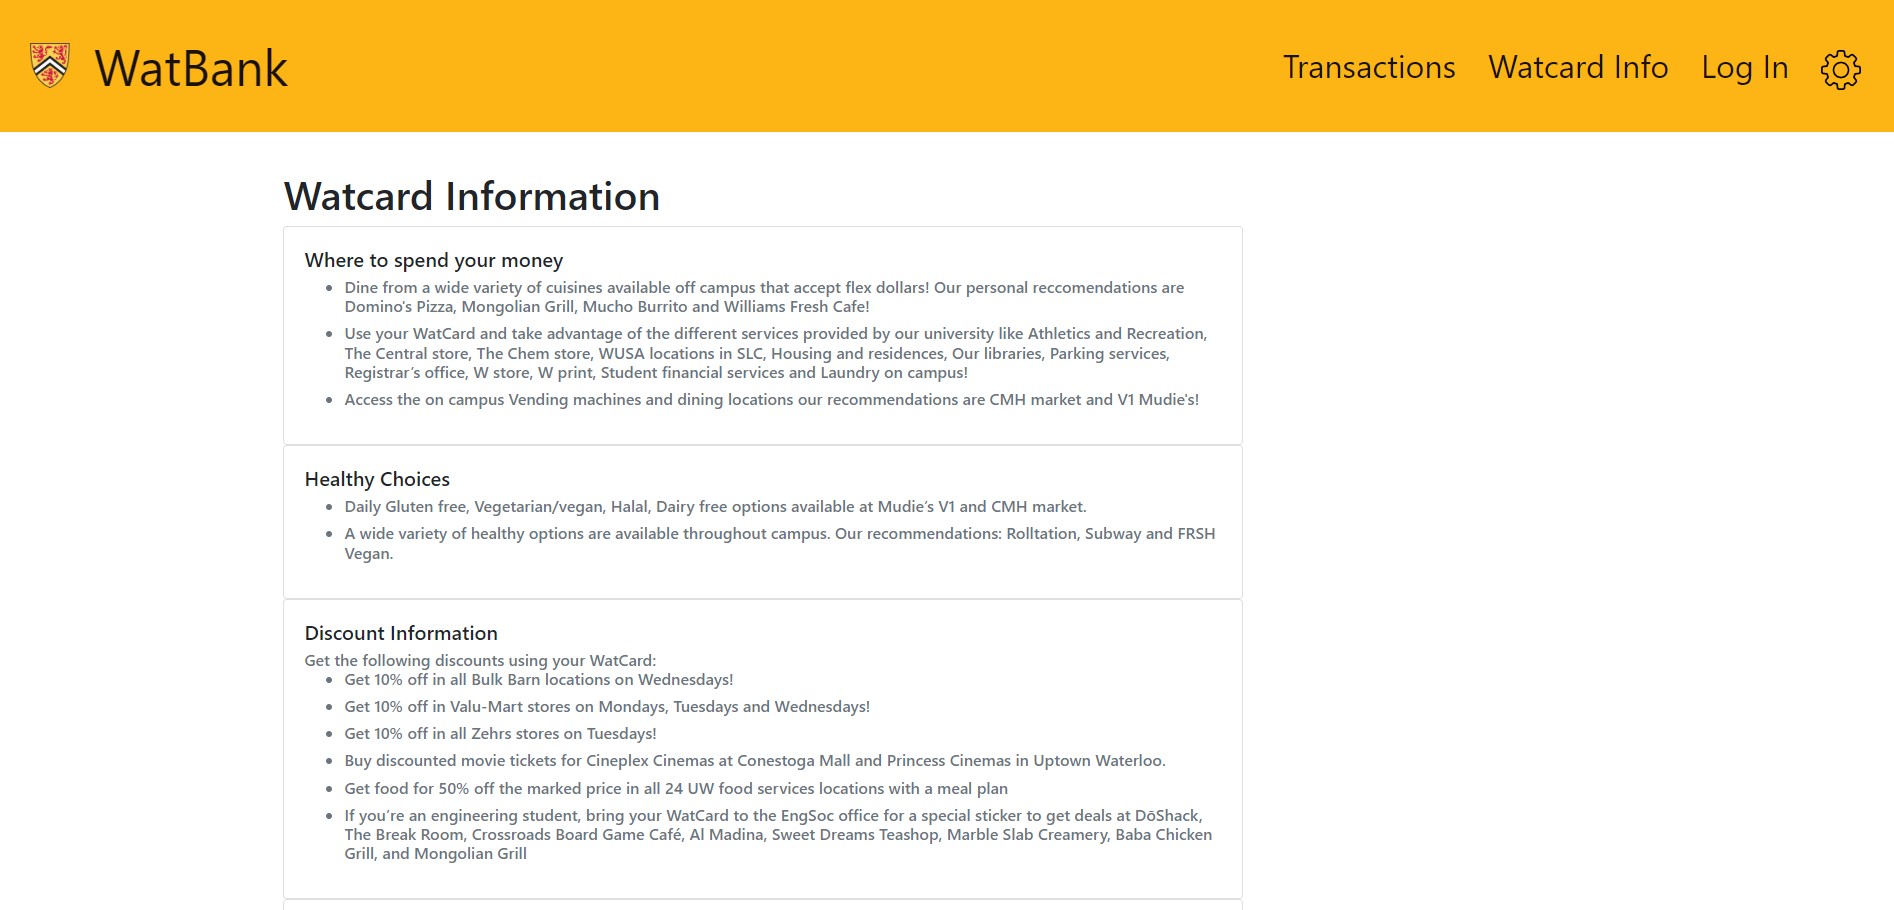 WatBank
Transactions
Watcard Info
Log In
Watcard Information
Where to spend your money
Dine from a wide variety of cuisines available off campus that accept flex dollars! Our personal reccomendations are
Domino's Pizza, Mongolian Grill, Mucho Burrito and Williams Fresh Cafe!
Use your WatCard and take advantage of the different services provided by our university like Athletics and Recreation,
The Central store, The Chem store, WUSA locations in SLC, Housing and residences, Our libraries, Parking services,
Registrar’s office, W store, W print, Student financial services and Laundry on campus!
Access the on campus Vending machines and dining locations our recommendations are CMH market and V1 Mudie's!
Healthy Choices
Daily Gluten free, Vegetarian/vegan, Halal, Dairy free options available at Mudie’s V1 and CMH market.
A wide variety of healthy options are available throughout campus. Our recommendations: Rolltation, Subway and FRSH
Vegan.
Discount Information
Get the following discounts using your WatCard:
Get 10% off in all Bulk Barn locations on Wednesdays!
Get 10% off in Valu-Mart stores on Mondays, Tuesdays and Wednesdays!
Get 10% off in all Zehrs stores on Tuesdays!
Buy discounted movie tickets for Cineplex Cinemas at Conestoga Mall and Princess Cinemas in Uptown Waterloo.
Get food for 50% off the marked price in all 24 UW food services locations with a meal plan
If you’re an engineering student, bring your WatCard to the EngSoc office for a special sticker to get deals at DōShack,
The Break Room, Crossroads Board Game Café, Al Madina, Sweet Dreams Teashop, Marble Slab Creamery, Baba Chicken
Grill, and Mongolian Grill